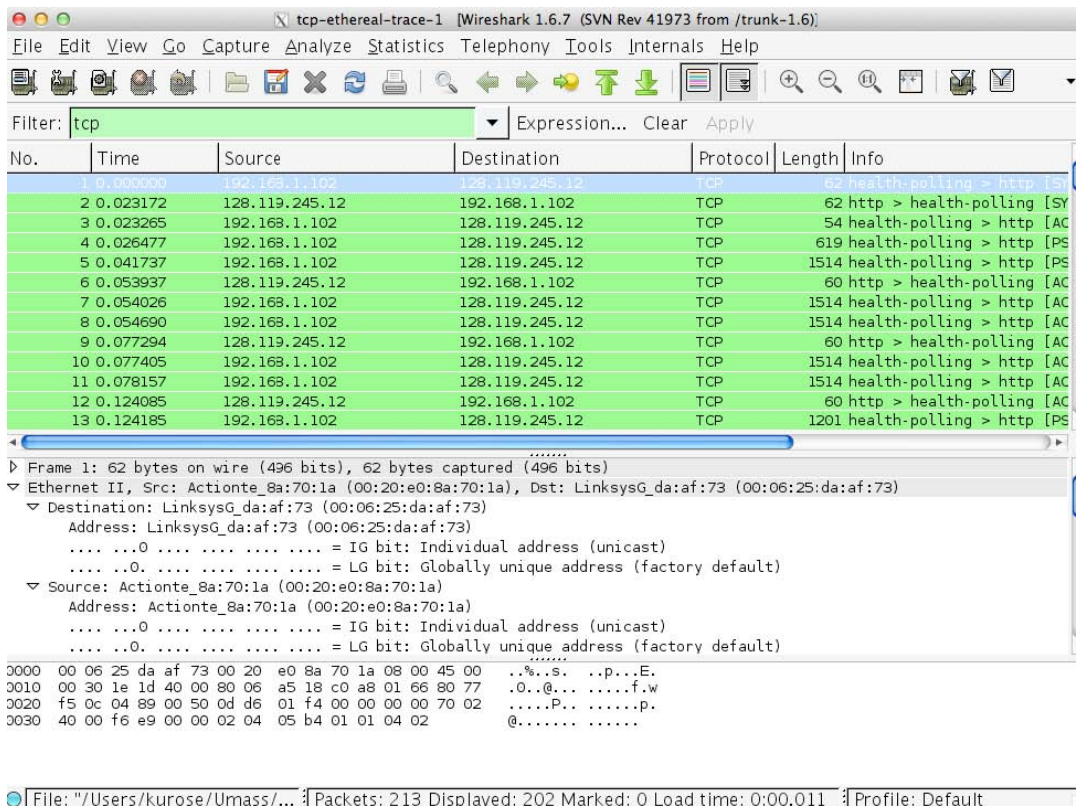 tcp-ethereal-trace-1 [Wireshark 1.6.7 (SVN Rev 41973 from /trunk-1.6)]
File Edit View Go Capture Analyze Statistics Telephony Tools Internals Help
Filter: tcp Expression... Clear Apply
No. Time Source Destination Protocol Length Info
1 0.000000 192.168.1.102 128.119.245.12 TCP 62 health-polling > http [SY
2 0.023172 128.119.245.12 192.168.1.102 TCP 62 http > health-polling [SY
3 0.023265 192.168.1.102 128.119.245.12 TCP 54 health-polling > http [AC
4 0.026477 192.168.1.102 128.119.245.12 TCP 619 health-polling > http [PS
5 0.041737 192.168.1.102 128.119.245.12 TCP 1514 health-polling > http [PS
6 0.053937 128.119.245.12 192.168.1.102 TCP 60 http > health-polling [AC
7 0.054026 192.168.1.102 128.119.245.12 TCP 1514 health-polling > http [AC
8 0.054690 192.168.1.102 128.119.245.12 TCP 1514 health-polling > http [AC
9 0.077294 128.119.245.12 192.168.1.102 TCP 60 http > health-polling [AC
10 0.077405 192.168.1.102 128.119.245.12 TCP 1514 health-polling > http [AC
11 0.078157 192.168.1.102 128.119.245.12 TCP 1514 health-polling > http [AC
12 0.124085 128.119.245.12 192.168.1.102 TCP 60 http > health-polling [AC
13 0.124185 192.168.1.102 128.119.245.12 TCP 1201 health-polling > http [PS
Frame 1: 62 bytes on wire (496 bits), 62 bytes captured (496 bits)
Ethernet II, Src: Actionte_8a:70:1a (00:20:e0:8a:70:1a), Dst: LinksysG_da:af:73 (00:06:25:da:af:73)
Destination: LinksysG_da:af:73 (00:06:25:da:af:73)
Address: LinksysG_da:af:73 (00:06:25:da:af:73)
.... ...0 .... .... .... .... = IG bit: Individual address (unicast)
.... ..0. .... .... .... .... = LG bit: Globally unique address (factory default)
Source: Actionte_8a:70:1a (00:20:e0:8a:70:1a)
Address: Actionte_8a:70:1a (00:20:e0:8a:70:1a)
.... ...0 .... .... .... .... = IG bit: Individual address (unicast)
.... ..0. .... .... .... .... = LG bit: Globally unique address (factory default)
0000 00 06 25 da af 73 00 20 e0 8a 70 1a 08 00 45 00 ..%..s. ..p...E.
0010 00 30 1e 1d 40 00 80 06 a5 18 c0 a8 01 66 80 77 .0..@... .....f.w
0020 f5 0c 04 89 00 50 0d d6 01 f4 00 00 00 00 70 02 .....P.. ......p.
0030 40 00 f6 e9 00 00 02 04 05 b4 01 01 04 02 @....... ......
File: "/Users/kurose/Umass/... Packets: 213 Displayed: 202 Marked: 0 Load time: 0:00.011 Profile: Default